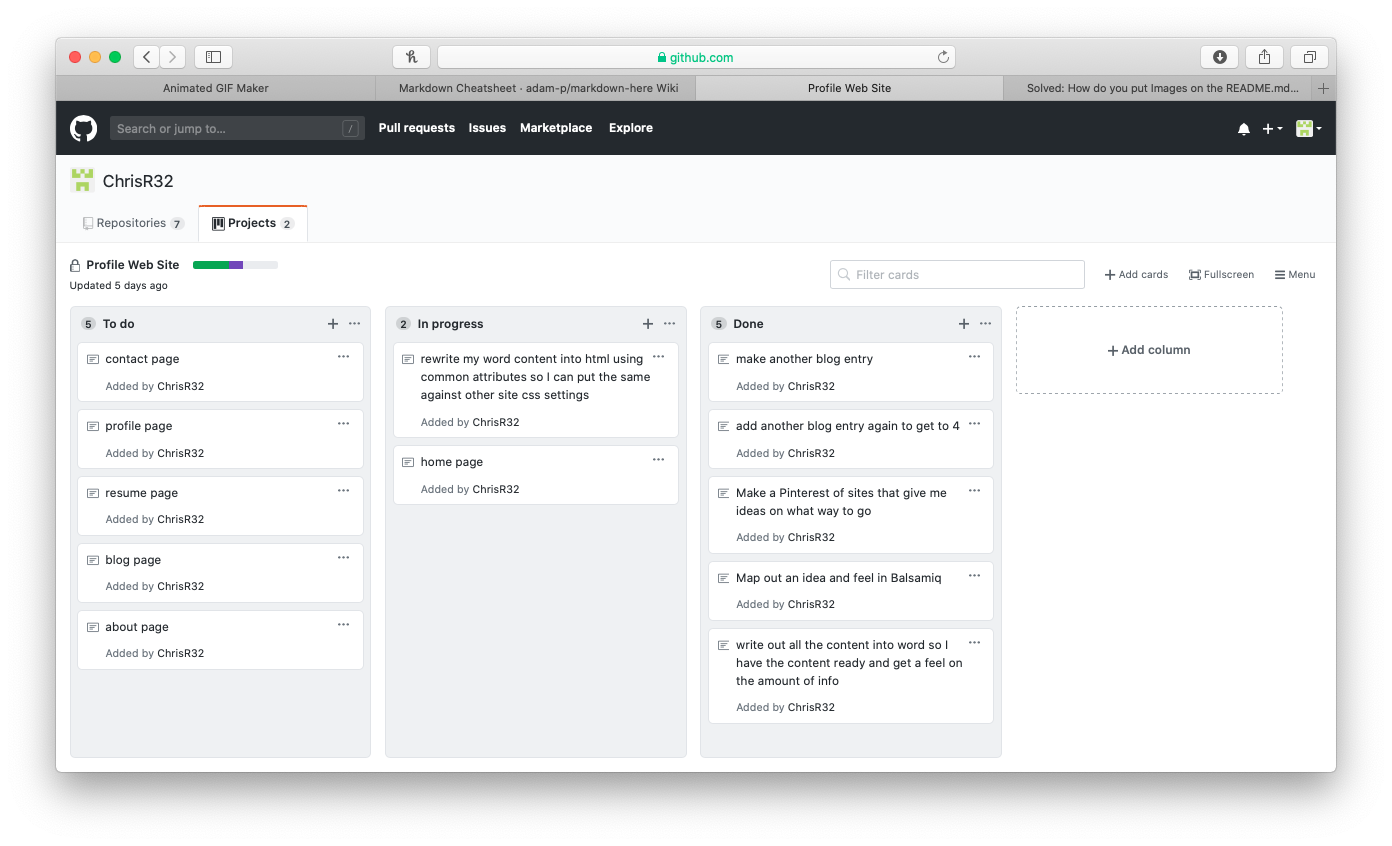 github.com
Animated GIF Maker
Markdown Cheatsheet · adam-p/markdown-here Wiki
Profile Web Site
Solved: How do you put Images on the README.md...
Search or jump to... /
Pull requests Issues Marketplace Explore
ChrisR32
Repositories 7
Projects 2
Profile Web Site
Updated 5 days ago
Filter cards
Add cards
Fullscreen
Menu
5 To do
contact page
Added by ChrisR32
profile page
Added by ChrisR32
resume page
Added by ChrisR32
blog page
Added by ChrisR32
about page
Added by ChrisR32
2 In progress
rewrite my word content into html using
common attributes so I can put the same
against other site css settings
Added by ChrisR32
home page
Added by ChrisR32
5 Done
make another blog entry
Added by ChrisR32
add another blog entry again to get to 4
Added by ChrisR32
Make a Pinterest of sites that give me
ideas on what way to go
Added by ChrisR32
Map out an idea and feel in Balsamiq
Added by ChrisR32
write out all the content into word so I
have the content ready and get a feel on
the amount of info
Added by ChrisR32
Add column